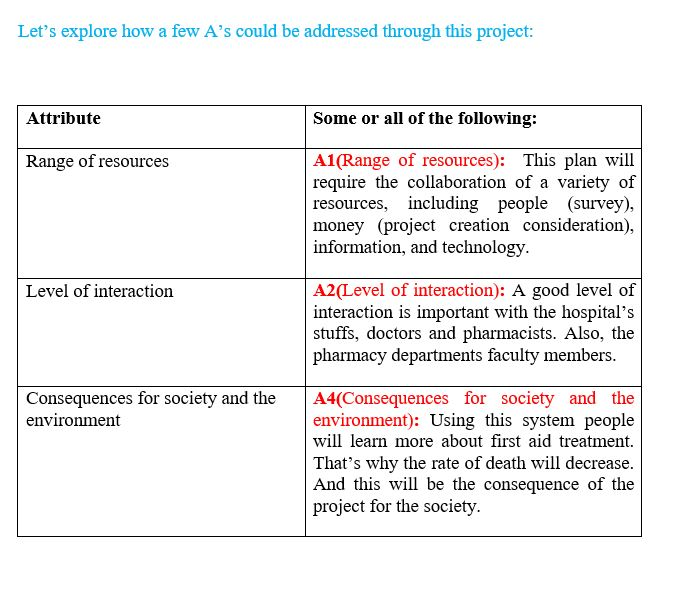 Let's explore how a few A's could be addressed through this project:
Attribute
Some or all of the following:
Range of resources
A1(Range of resources): This plan will
require the collaboration of a variety of
resources, including people (survey),
money (project creation consideration),
information, and technology.
Level of interaction
A2(Level of interaction): A good level of
interaction is important with the hospital's
stuffs, doctors and pharmacists. Also, the
pharmacy departments faculty members.
Consequences for society and the
environment
A4(Consequences for society and the
environment): Using this system people
will learn more about first aid treatment.
That's why the rate of death will decrease.
And this will be the consequence of the
project for the society.